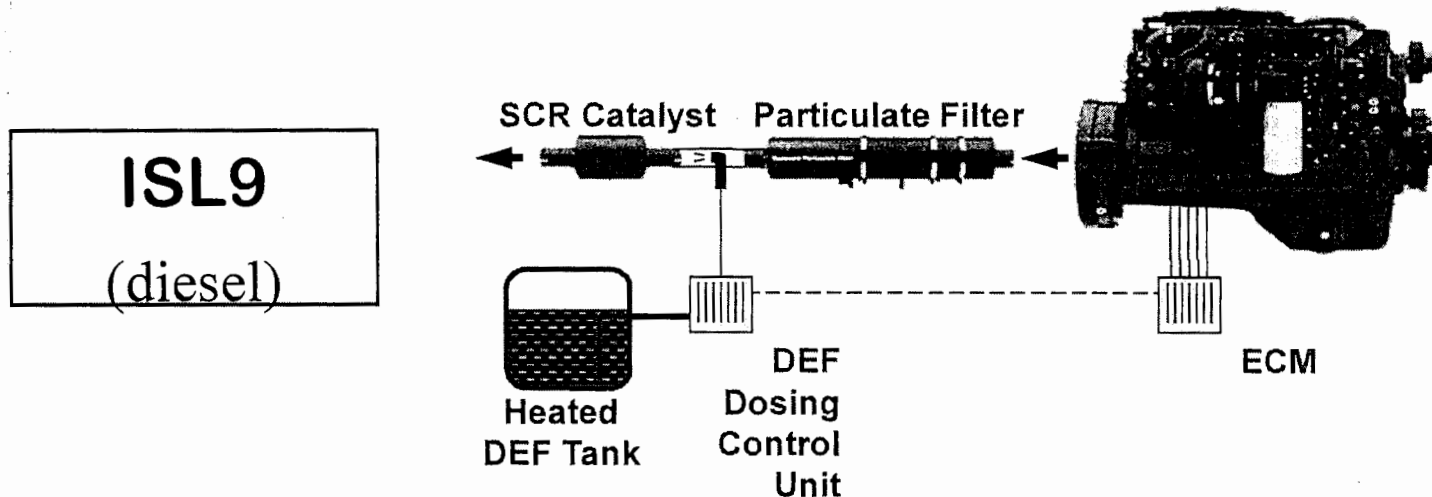 ISL9
(diesel)
SCR Catalyst
Particulate Filter
Heated
DEF Tank
DEF
Dosing
Control
Unit
ECM